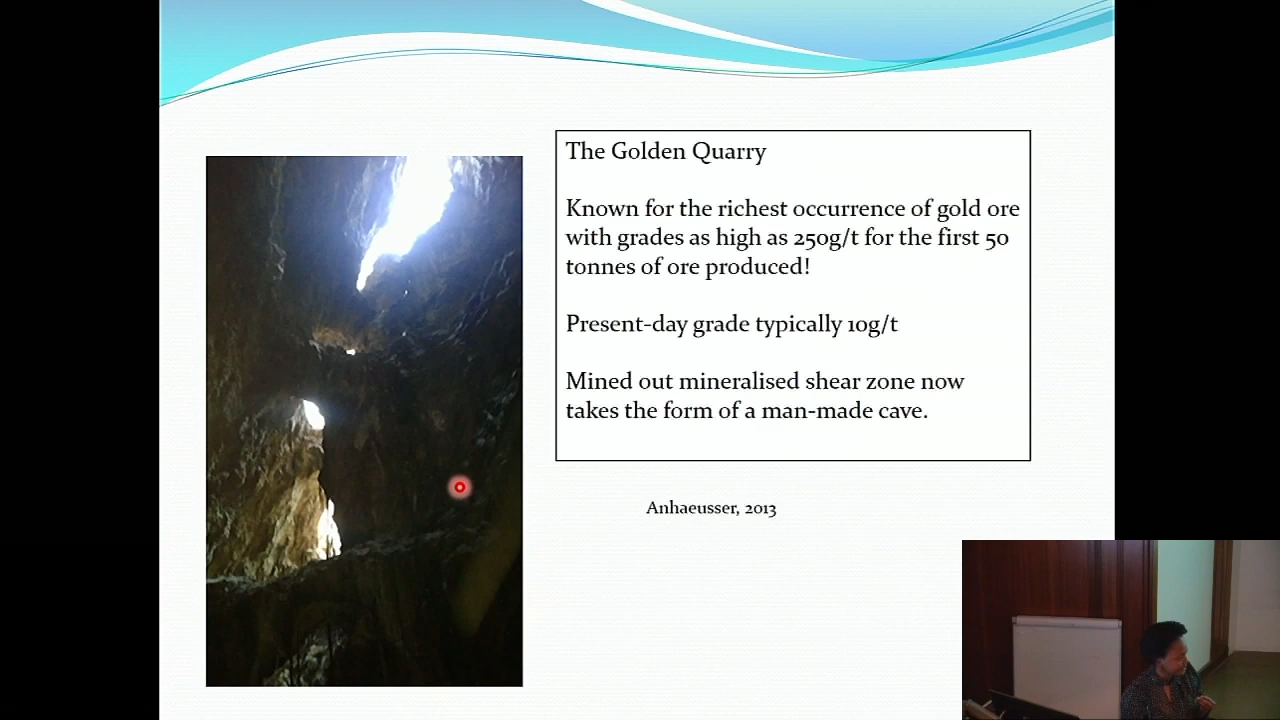 The Golden Quarry
Known for the richest occurrence of gold ore
with grades as high as 250g/t for the first 50
tonnes of ore produced!
Present-day grade typically 10g/t
Mined out mineralised shear zone now
takes the form of a man-made cave.
Anhaeusser, 2013